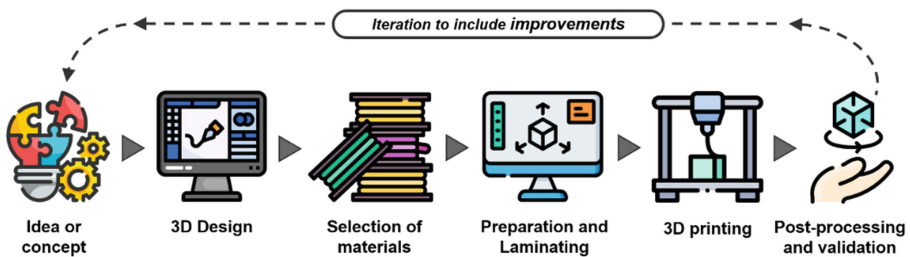 Iteration to include improvements
Idea or
concept
3D Design
Selection of
materials
Preparation and
Laminating
3D printing
Post-processing
and validation